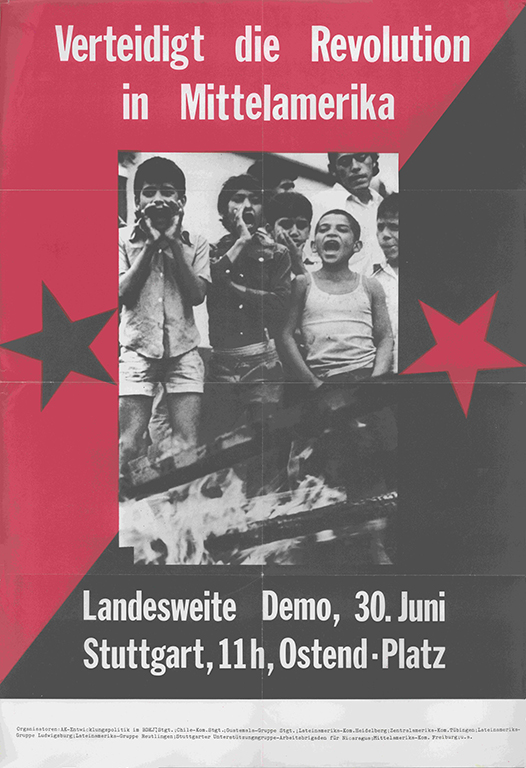 Verteidigt die Revolution
in Mittelamerika
Landesweite Demo, 30. Juni
Stuttgart, 11h, Ostend-Platz
Organisatoren: AK-Entwicklungspolitik im BDKJ Stgt.; Chile-Kom. Stgt.; Guatemala-Gruppe Stgt.; Lateinamerika-Kom. Heidelberg; Zentralamerika-Kom. Tübingen; Lateinamerika-
Gruppe Ludwigsburg; Lateinamerika-Gruppe Reutlingen; Stuttgarter Unterstützungsgruppe-Arbeitsbrigaden für Nicaragua; Mittelamerika-Kom. Freiburg; u.a.